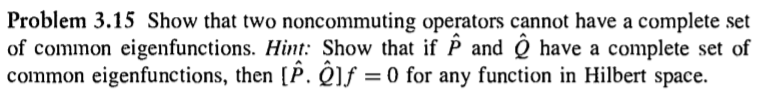 Problem 3.15 Show that two noncommuting operators cannot have a complete set
of common eigenfunctions. Hint: Show that if P̂ and Q̂ have a complete set of
common eigenfunctions, then [P̂. Q̂]f = 0 for any function in Hilbert space.